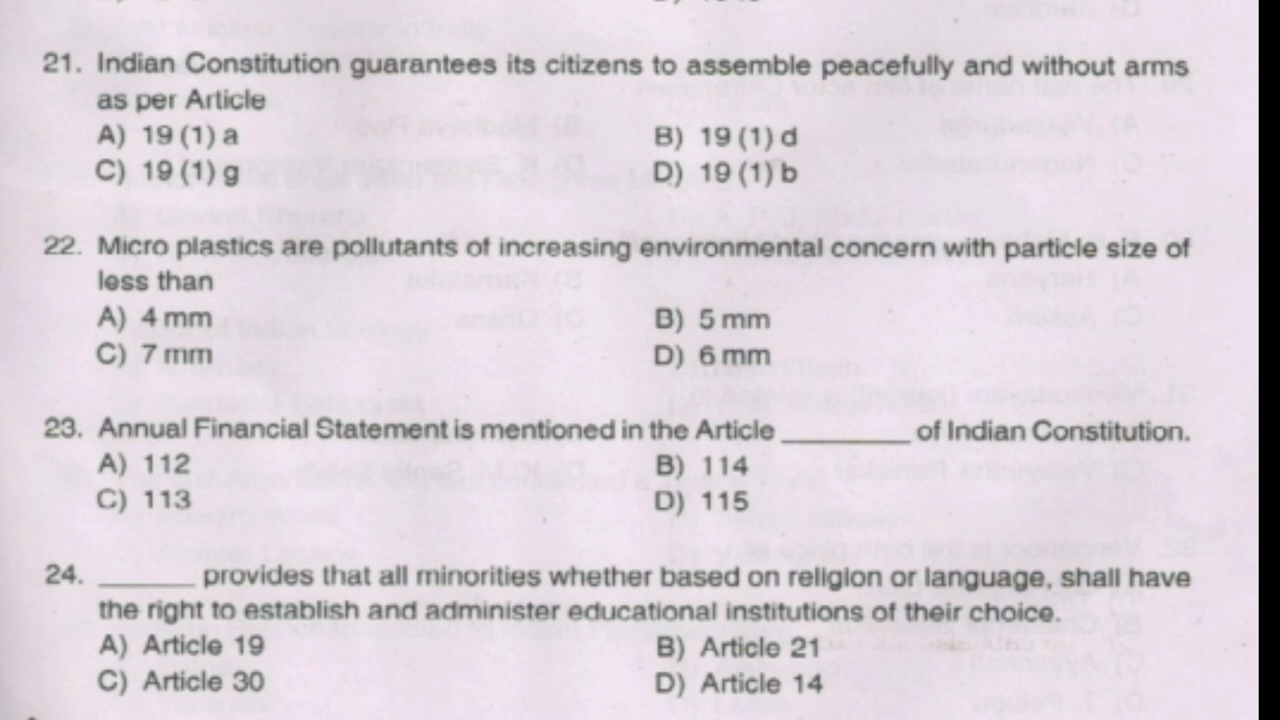 21. Indian Constitution guarantees its citizens to assemble peacefully and without arms
as per Article
A) 19 (1) a B) 19 (1) d
C) 19 (1) g D) 19 (1) b
22. Micro plastics are pollutants of increasing environmental concern with particle size of
less than
A) 4 mm B) 5 mm
C) 7 mm D) 6 mm
23. Annual Financial Statement is mentioned in the Article _________ of Indian Constitution.
A) 112 B) 114
C) 113 D) 115
24. _______ provides that all minorities whether based on religion or language, shall have
the right to establish and administer educational institutions of their choice.
A) Article 19 B) Article 21
C) Article 30 D) Article 14